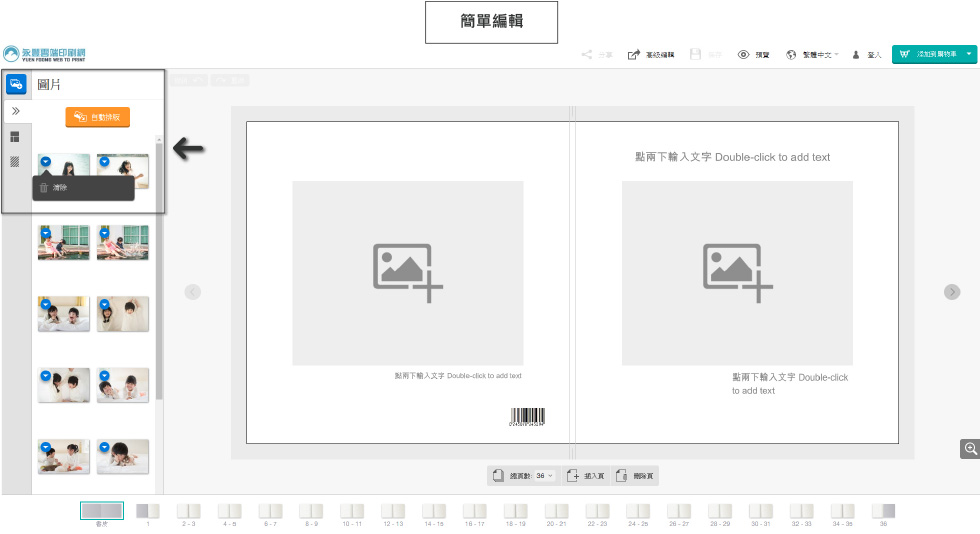 簡單編輯
永豐雲端印刷網
YUEN FOONG WEB TO PRINT
分享
高級編輯
保存
預覽
繁體中文
登入
添加到購物車
圖片
自動排版
清除
點兩下輸入文字 Double-click to add text
點兩下輸入文字 Double-click to add text
點兩下輸入文字 Double-click
to add text
總頁數: 36
插入頁
刪除頁
書皮
1
2 - 3
4 - 5
6 - 7
8 - 9
10 - 11
12 - 13
14 - 15
16 - 17
18 - 19
20 - 21
22 - 23
24 - 25
26 - 27
28 - 29
30 - 31
32 - 33
34 - 35
36